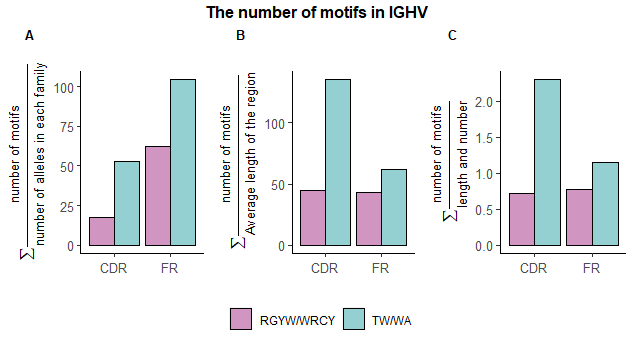 The number of motifs in IGHV
A
∑ number of motifs
number of alleles in each family
100
75
50
25
0
CDR FR
B
∑ number of motifs
Average length of the region
100
50
0
CDR FR
C
∑ number of motifs
length and number
2.0
1.5
1.0
0.5
0.0
CDR FR
RGYW/WRCY TW/WA